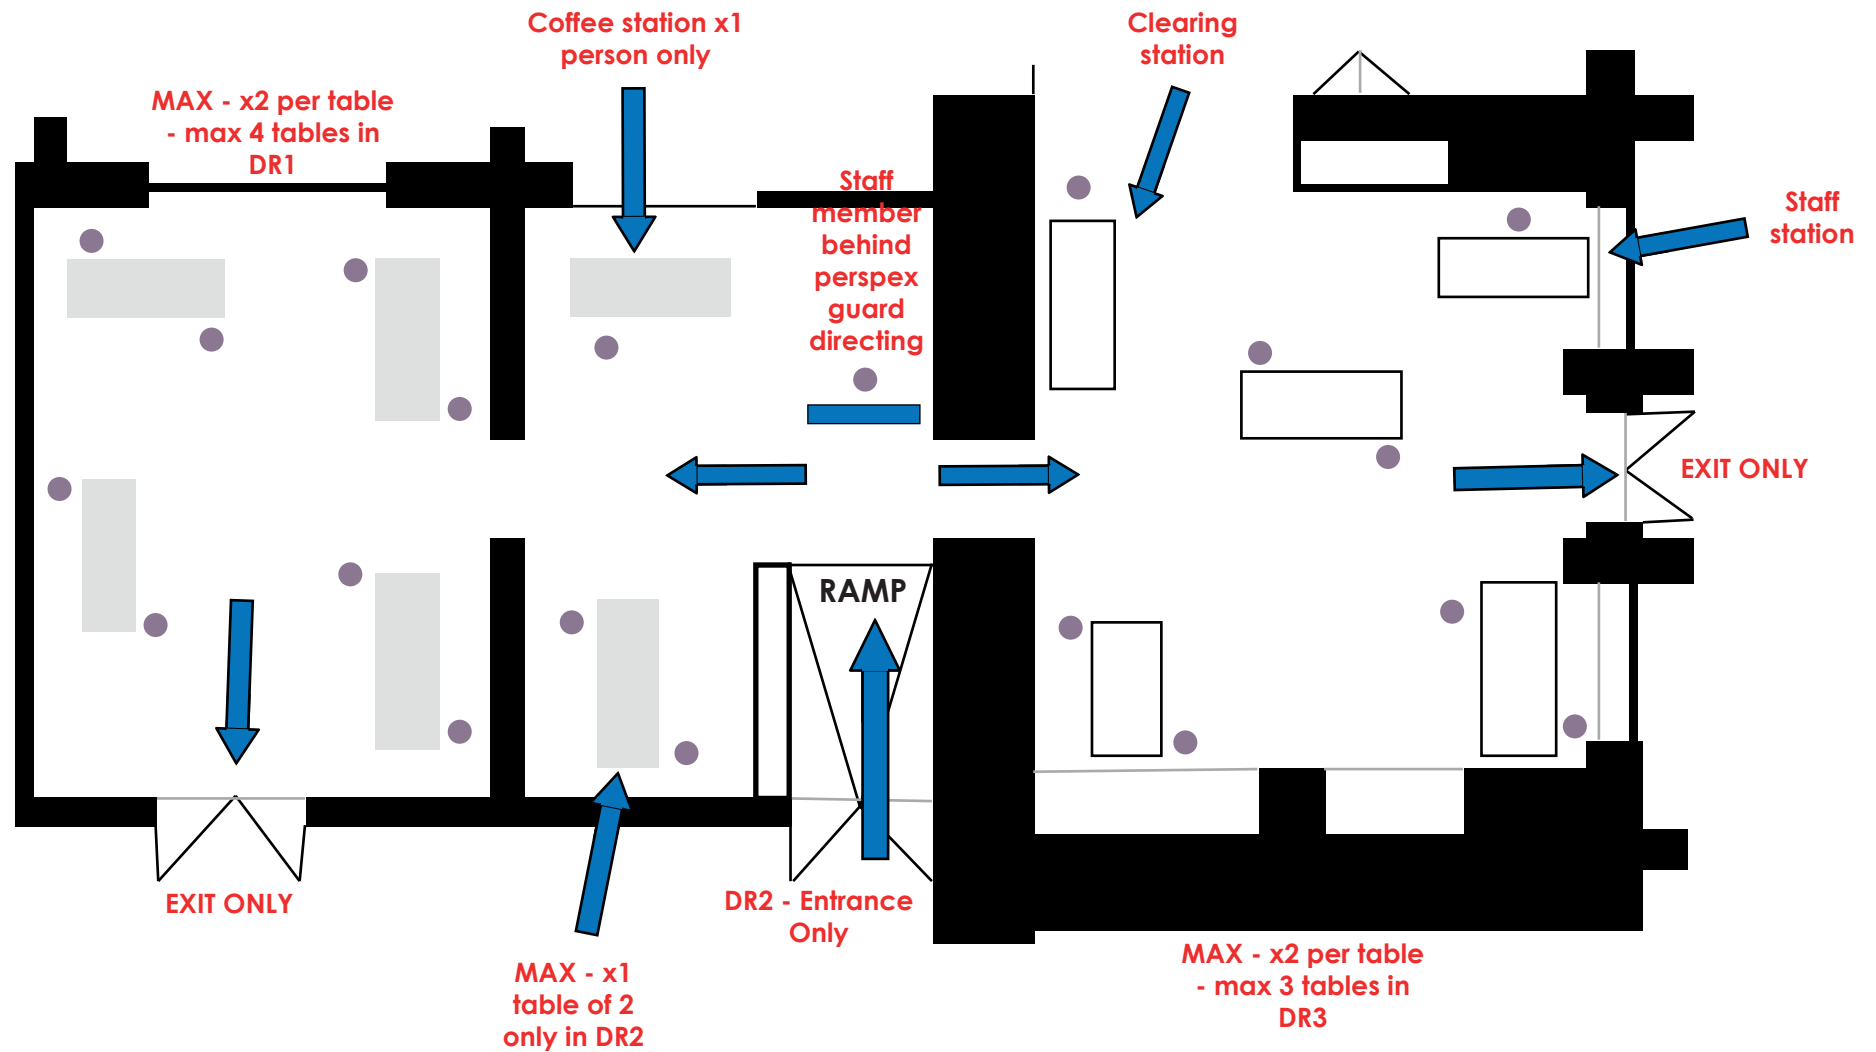 Coffee station x1
person only
Clearing
station
MAX - x2 per table
- max 4 tables in
DR1
Staff
member
behind
perspex
guard
directing
Staff
station
EXIT ONLY
RAMP
EXIT ONLY
DR2 - Entrance
Only
MAX - x1
table of 2
only in DR2
MAX - x2 per table
- max 3 tables in
DR3